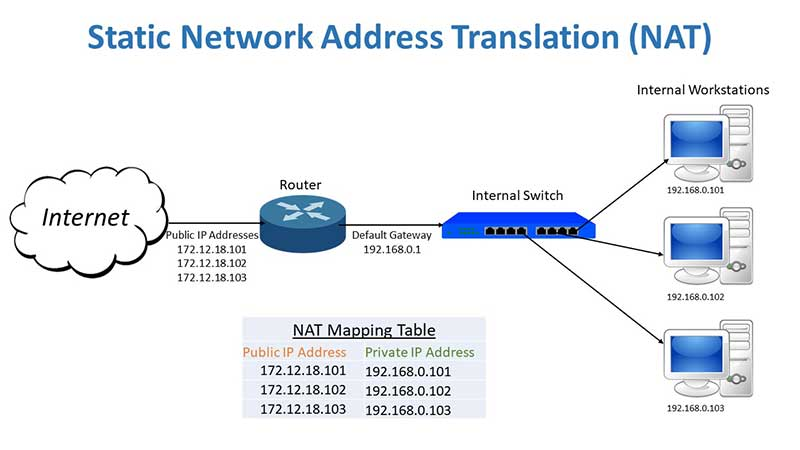 Static Network Address Translation (NAT)
Internal Workstations
192.168.0.101
Router
Internal Switch
Internet
Public IP Addresses
172.12.18.101
172.12.18.102
172.12.18.103
Default Gateway
192.168.0.1
192.168.0.102
NAT Mapping Table
Public IP Address Private IP Address
172.12.18.101 192.168.0.101
172.12.18.102 192.168.0.102
172.12.18.103 192.168.0.103
192.168.0.103